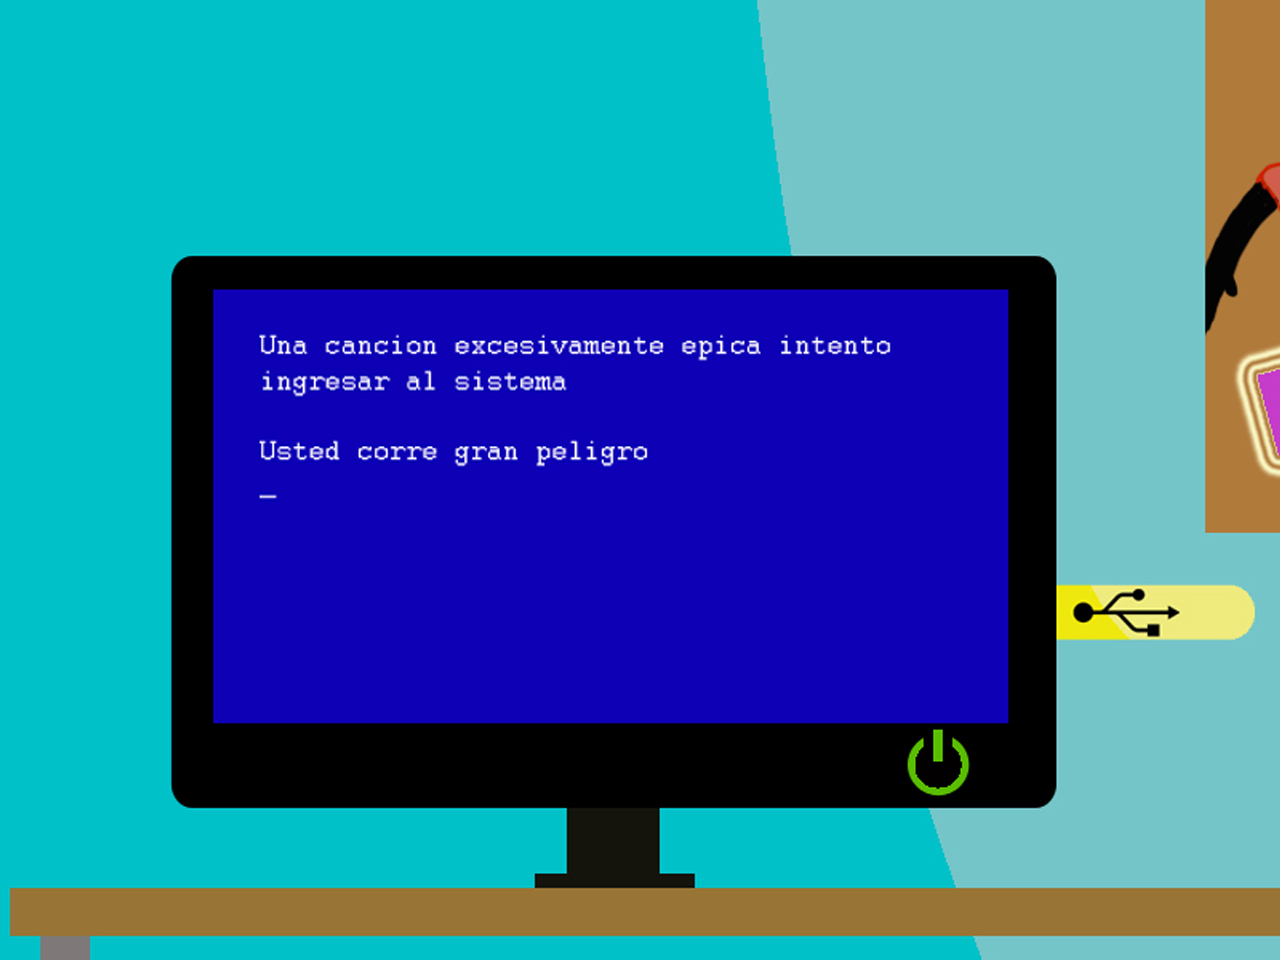 Una cancion excesivamente epica intento
ingresar al sistema
Usted corre gran peligro
_